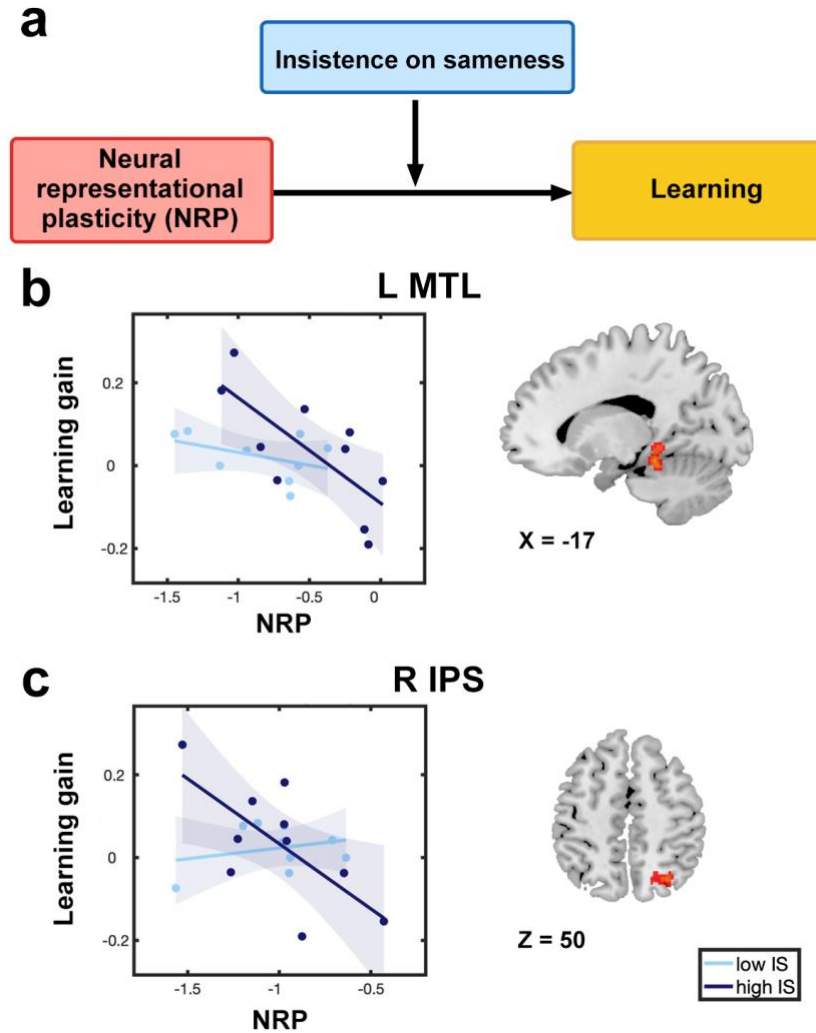 a
Insistence on sameness
Neural
representational
plasticity (NRP)
Learning
b
L MTL
Learning gain
0.2
0
-0.2
-1.5 -1 -0.5 0
NRP
X = -17
c
R IPS
Learning gain
0.2
0
-0.2
-1.5 -1 -0.5
NRP
Z = 50
low IS
high IS